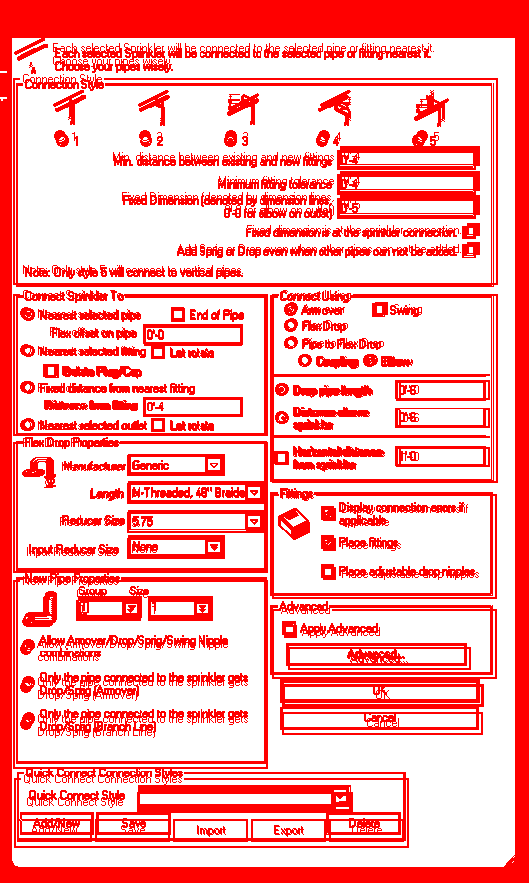 Each selected Sprinkler will be connected to the selected pipe or fitting nearest it.
Choose your pipes wisely.
Connection Style
1 2 3 4 5
Min. distance between existing and new fittings 0'-4
Minimum fitting tolerance 0'-4
Fixed Dimension (denoted by dimension lines, 0'-5
0'-0 for elbow on outlet)
Fixed dimension is at the sprinkler connection.
Add Sprig or Drop even when other pipes can not be added.
Note: Only style 5 will connect to vertical pipes.
Connect Sprinkler To
Nearest selected pipe End of Pipe
Flex offset on pipe 0'-0
Nearest selected fitting Let rotate
Delete Plug/Cap
Fixed distance from nearest fitting
Distance from fitting 0'-4
Nearest selected outlet Let rotate
Connect Using
Arm over Swing
Flex Drop
Pipe to Flex Drop
Coupling Elbow
Drop pipe length
Distance above
sprinkler
Horizontal distance 1'-0
from sprinkler
Flex Drop Properties
Manufacturer Generic
Length M-Threaded, 48" Braide
Reducer Size 5.75
Input Reducer Size None
Fittings
Display connection errors if
applicable
Place fittings
Place adjustable drop nipples
New Pipe Properties
Group Size
Allow Armover/Drop/Sprig/Swing Nipple
combinations
Only the pipe connected to the sprinkler gets
Drop/Sprig (Armover)
Only the pipe connected to the sprinkler gets
Drop/Sprig (Branch Line)
Advanced
Apply Advanced
Advanced...
OK
Cancel
Quick Connect Connection Styles
Quick Connect Style
Add/New Save Import Export Delete